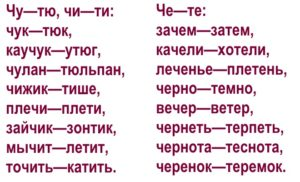 Чу—тю, чи—ти:
чук—тюк,
каучук—утюг,
чулан—тюльпан,
чижик—тише,
плечи—плети,
зайчик—зонтик,
мычит—летит,
точить—катить.
Че—те:
зачем—затем,
качели—хотели,
леченье—плетень,
черно—темно,
вечер—ветер,
чернеть—терпеть,
чернота—теснота,
черенок—теремок.